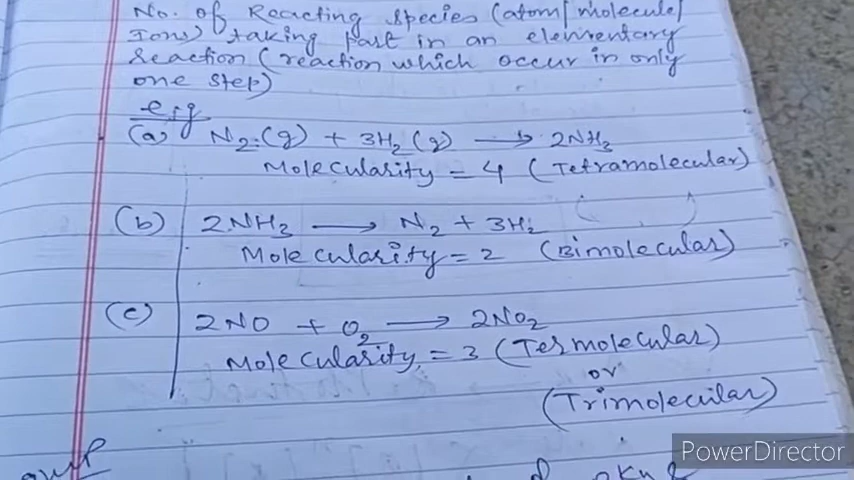 No. of Reacting species (atom/molecule/
Ions) taking part in an elementary
reaction (reaction which occur in only
one step)
e.g
(a) N₂(g) + 3H₂(g) → 2NH₃
Molecularity = 4 (Tetramolecular)
(b) 2NH₃ → N₂ + 3H₂
Molecularity = 2 (Bimolecular)
(c) 2NO + O₂ → 2NO₂
Molecularity = 3 (Termolecular)
or
(Trimolecular)
PowerDirector